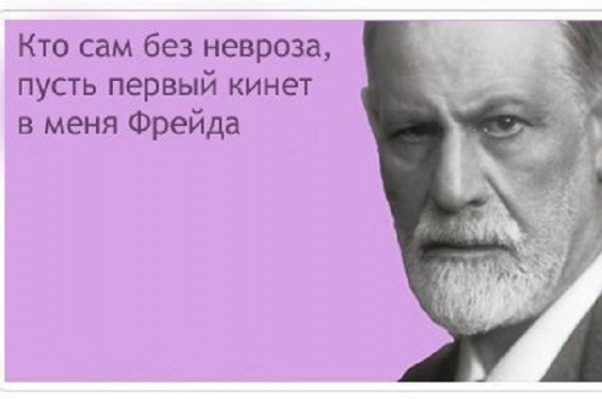 Кто сам без невроза,
пусть первый кинет
в меня Фрейда